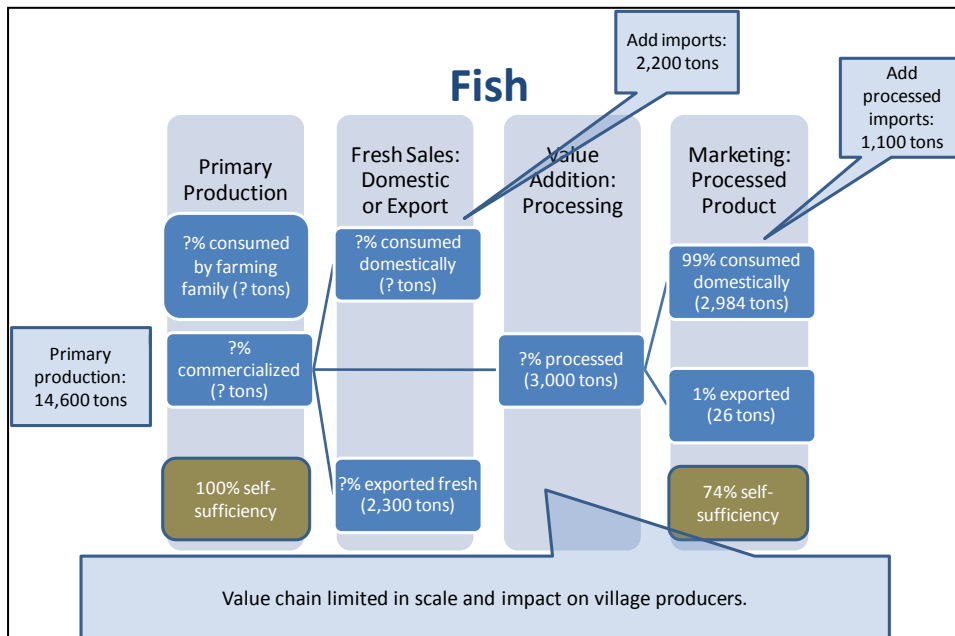 Fish
Add imports:
2,200 tons
Add
processed
imports:
1,100 tons
Primary
Production
Fresh Sales:
Domestic
or Export
Value
Addition:
Processing
Marketing:
Processed
Product
?% consumed
by farming
family (? tons)
?% consumed
domestically
(? tons)
99% consumed
domestically
(2,984 tons)
Primary
production:
14,600 tons
?%
commercialized
(? tons)
?% processed
(3,000 tons)
1% exported
(26 tons)
100% self-
sufficiency
?% exported fresh
(2,300 tons)
74% self-
sufficiency
Value chain limited in scale and impact on village producers.